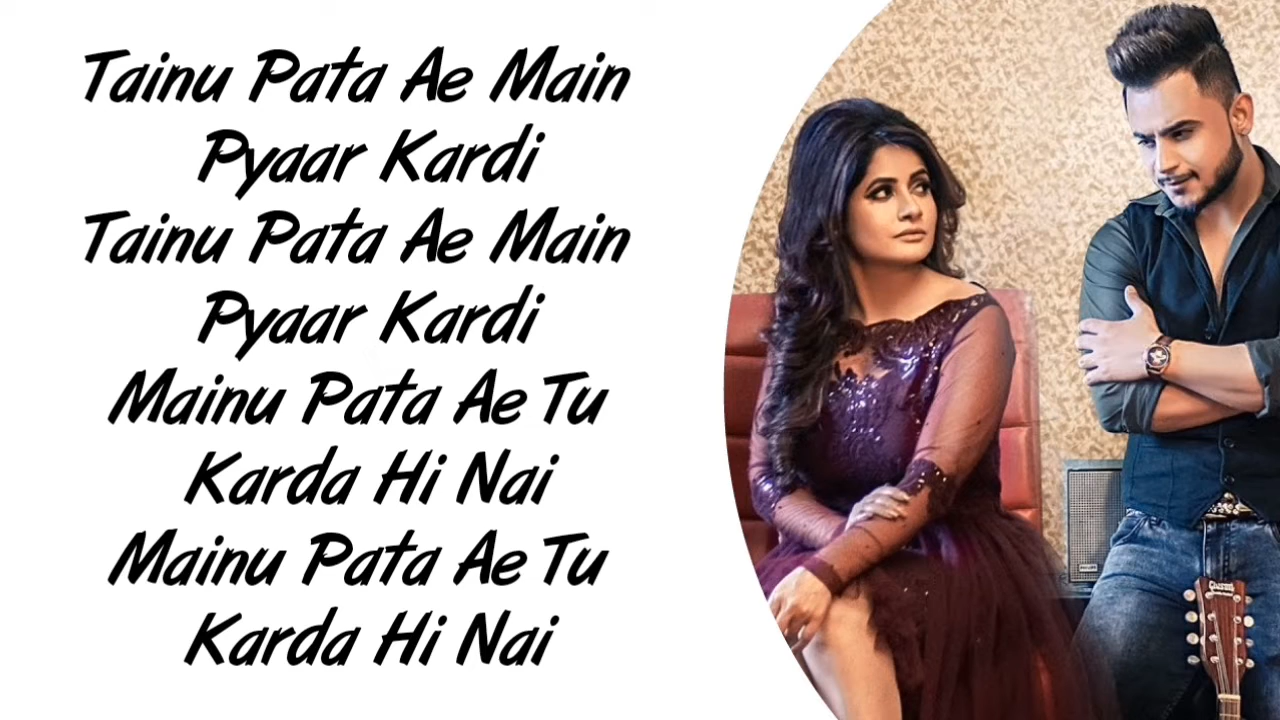 Tainu Pata Ae Main
Pyaar Kardi
Tainu Pata Ae Main
Pyaar Kardi
Mainu Pata Ae Tu
Karda Hi Nai
Mainu Pata Ae Tu
Karda Hi Nai